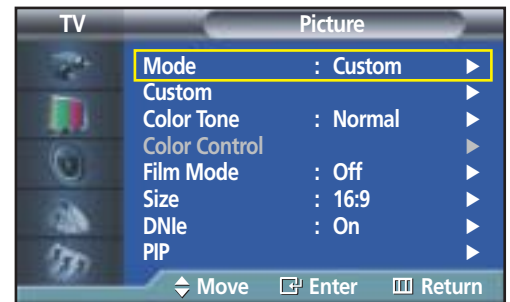 TV Picture
Mode : Custom
Custom
Color Tone : Normal
Color Control
Film Mode : Off
Size : 16:9
DNIe : On
PIP
Move Enter Return